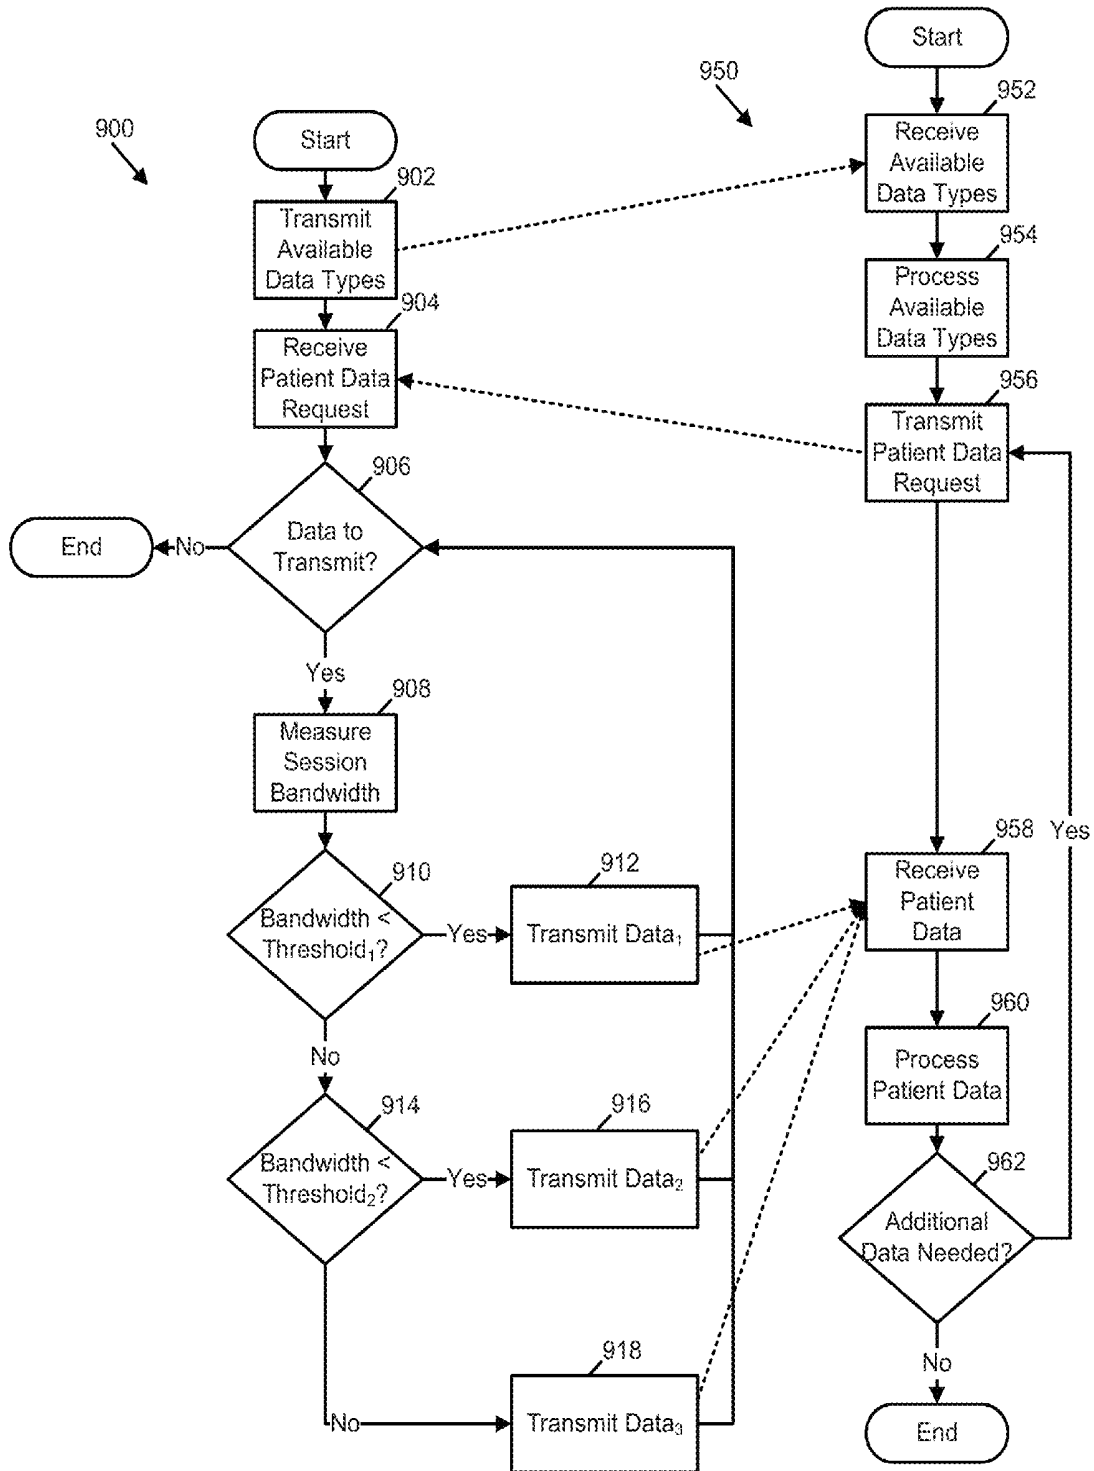 900
Start
902
Transmit
Available
Data Types
904
Receive
Patient Data
Request
906
Data to
Transmit?
No
End
Yes
908
Measure
Session
Bandwidth
910
Bandwidth <
Threshold₁?
Yes
912
Transmit Data₁
No
914
Bandwidth <
Threshold₂?
Yes
916
Transmit Data₂
No
918
Transmit Data₃
950
Start
952
Receive
Available
Data Types
954
Process
Available
Data Types
956
Transmit
Patient Data
Request
958
Receive
Patient
Data
960
Process
Patient Data
962
Additional
Data Needed?
Yes
No
End